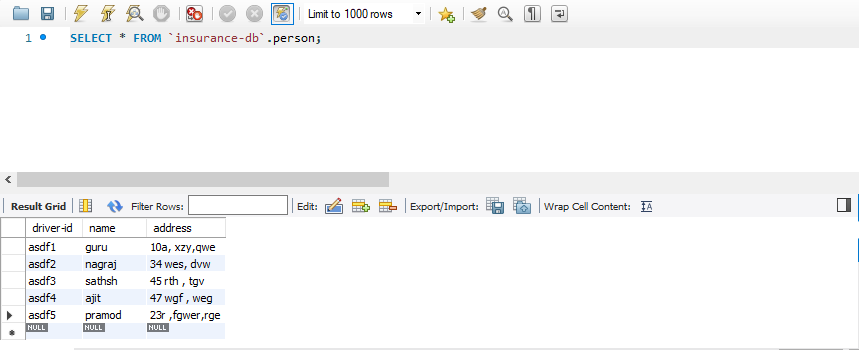 Limit to 1000 rows
1 SELECT * FROM `insurance-db`.person;
Result Grid Filter Rows: Edit: Export/Import: Wrap Cell Content:
driver-id name address
asdf1 guru 10a, xzy,qwe
asdf2 nagraj 34 wes, dvw
asdf3 sathsh 45 rth , tgv
asdf4 ajit 47 wgf , weg
asdf5 pramod 23r ,fgwer,rge
NULL NULL NULL